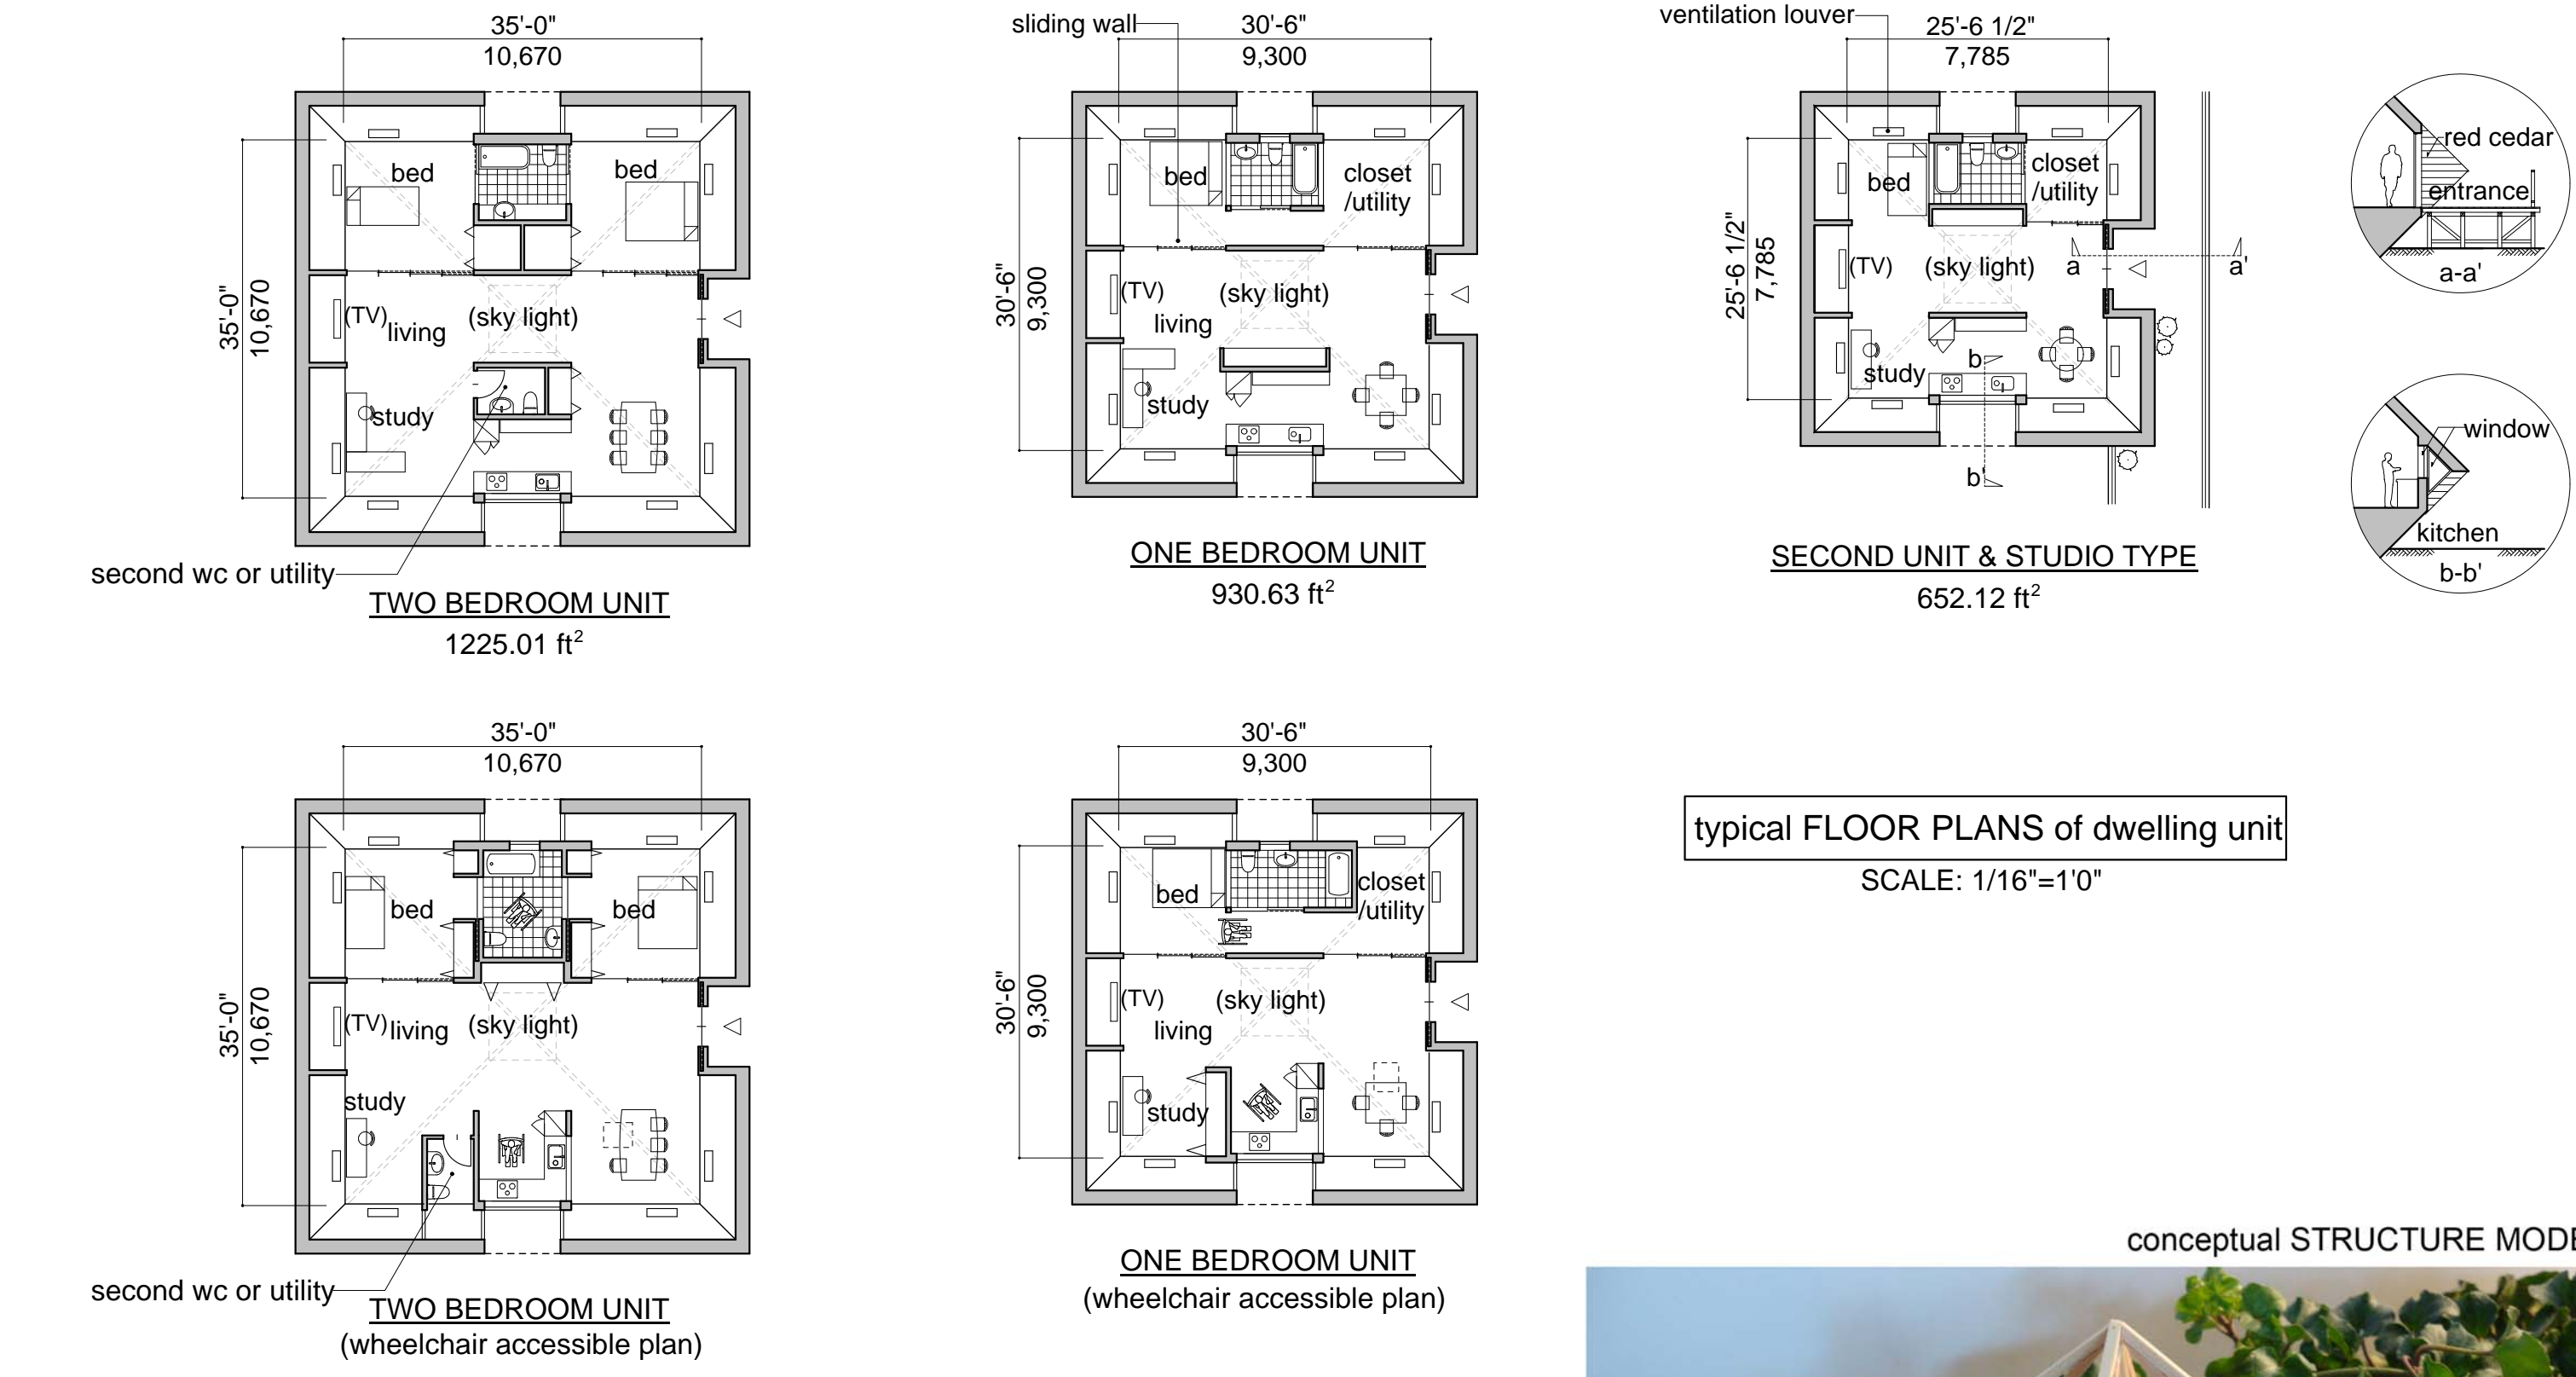 35'-0"
10,670
35'-0"
10,670
bed
bed
(TV)
living
(sky light)
study
second wc or utility
TWO BEDROOM UNIT
1225.01 ft²
sliding wall
30'-6"
9,300
30'-6"
9,300
bed
closet
/utility
(TV)
living
(sky light)
study
ONE BEDROOM UNIT
930.63 ft²
ventilation louver
25'-6 1/2"
7,785
25'-6 1/2"
7,785
bed
closet
/utility
(TV)
(sky light)
a
a'
study
b
b'
SECOND UNIT & STUDIO TYPE
652.12 ft²
red cedar
entrance
a-a'
window
kitchen
b-b'
35'-0"
10,670
35'-0"
10,670
bed
bed
(TV)
living
(sky light)
study
second wc or utility
TWO BEDROOM UNIT
(wheelchair accessible plan)
30'-6"
9,300
30'-6"
9,300
bed
closet
/utility
(TV)
living
(sky light)
study
ONE BEDROOM UNIT
(wheelchair accessible plan)
typical FLOOR PLANS of dwelling unit
SCALE: 1/16"=1'0"
conceptual STRUCTURE MODE